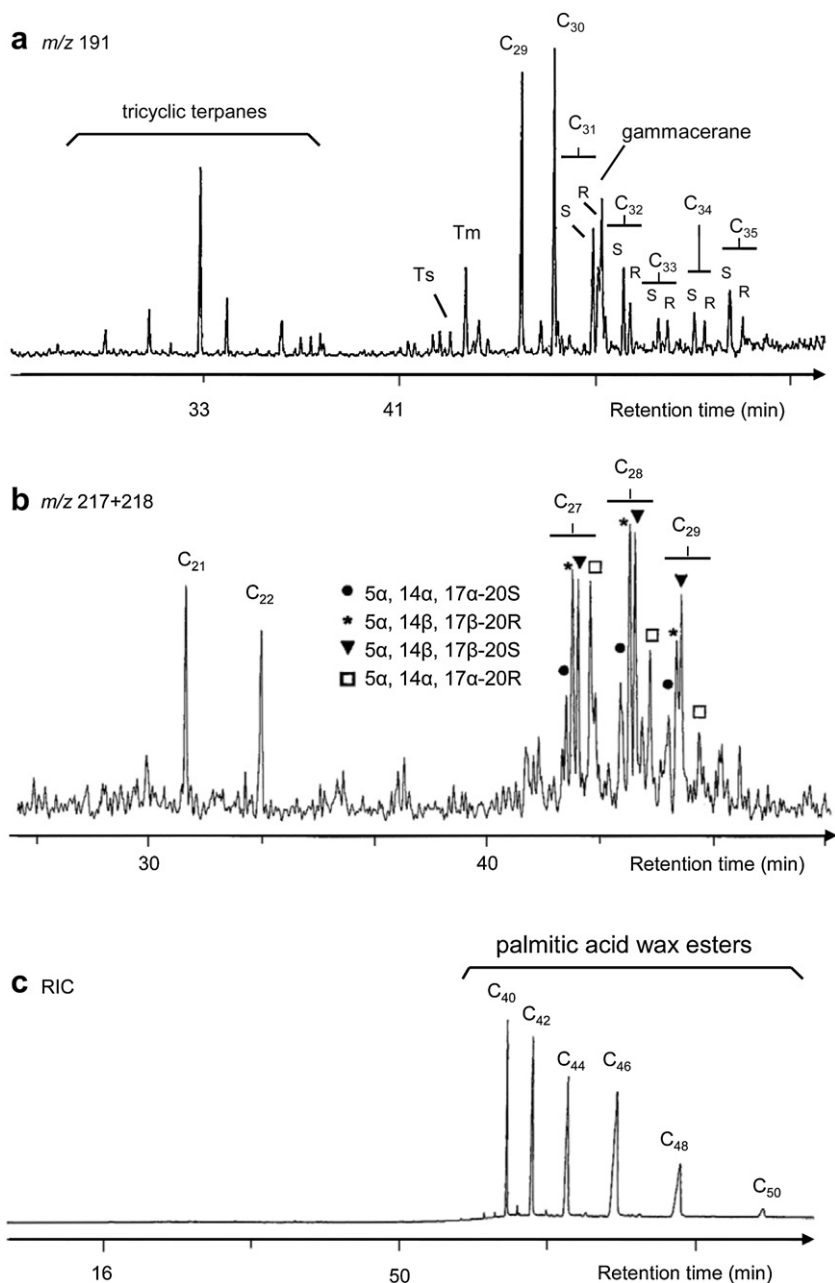 a m/z 191
tricyclic terpanes
Ts
Tm
C₂₉
C₃₀
C₃₁
S
R
gammacerane
C₃₂
S
R
C₃₃
S
R
C₃₄
S
R
C₃₅
S
R
33
41
Retention time (min)
b m/z 217+218
C₂₁
C₂₂
C₂₇
C₂₈
C₂₉
● 5α, 14α, 17α-20S
* 5α, 14β, 17β-20R
▼ 5α, 14β, 17β-20S
□ 5α, 14α, 17α-20R
30
40
Retention time (min)
c RIC
palmitic acid wax esters
C₄₀
C₄₂
C₄₄
C₄₆
C₄₈
C₅₀
16
50
Retention time (min)